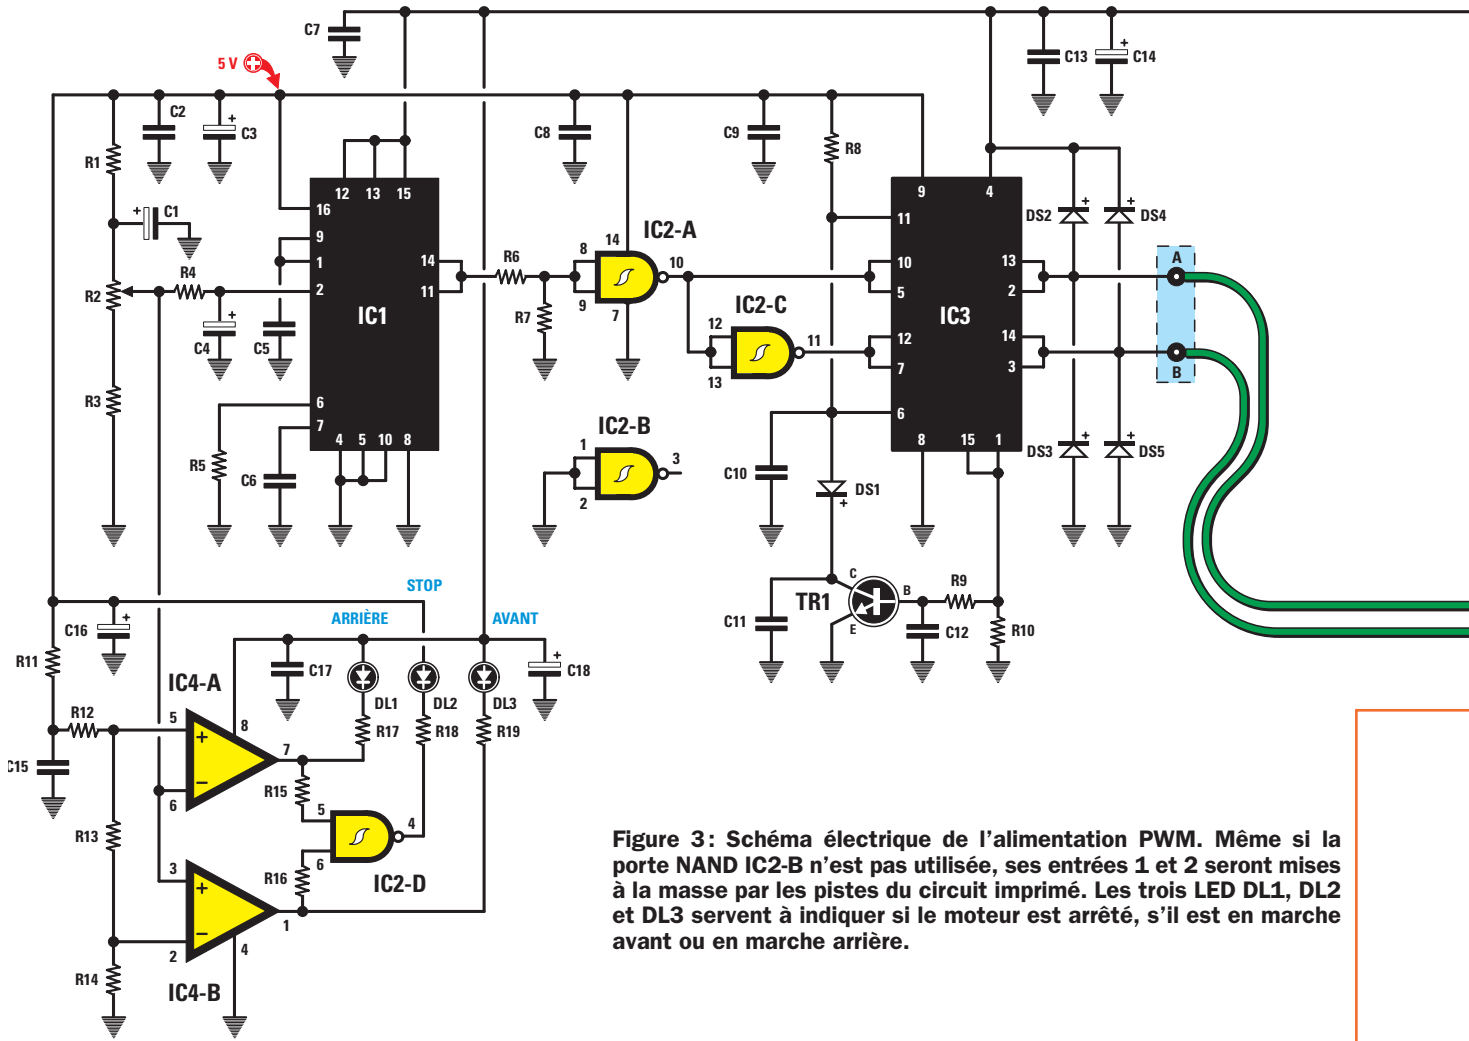 C7
C13
C14
+
5 V
C2
C3
+
C8
C9
R1
R8
12
13
15
9
4
16
11
DS2
+
DS4
+
+
C1
9
IC2-A
14
8
10
R6
14
10
13
A
1
R4
2
11
9
5
2
R2
IC1
IC2-C
IC3
R7
7
12
14
+
C4
C5
11
12
13
7
3
B
R3
6
6
IC2-B
7
4
5
10
8
1
3
8
15
1
DS3
+
DS5
+
R5
C6
2
C10
DS1
+
STOP
C
TR1
B
R9
ARRIÈRE
AVANT
C16
+
C11
E
C12
R10
R11
C17
+
C18
IC4-A
DL1
DL2
DL3
R12
5
8
R17
R18
R19
+
7
C15
–
R15
6
5
4
R13
6
3
R16
IC2-D
+
1
–
2
4
R14
IC4-B
Figure 3: Schéma électrique de l'alimentation PWM. Même si la
porte NAND IC2-B n'est pas utilisée, ses entrées 1 et 2 seront mises
à la masse par les pistes du circuit imprimé. Les trois LED DL1, DL2
et DL3 servent à indiquer si le moteur est arrêté, s'il est en marche
avant ou en marche arrière.